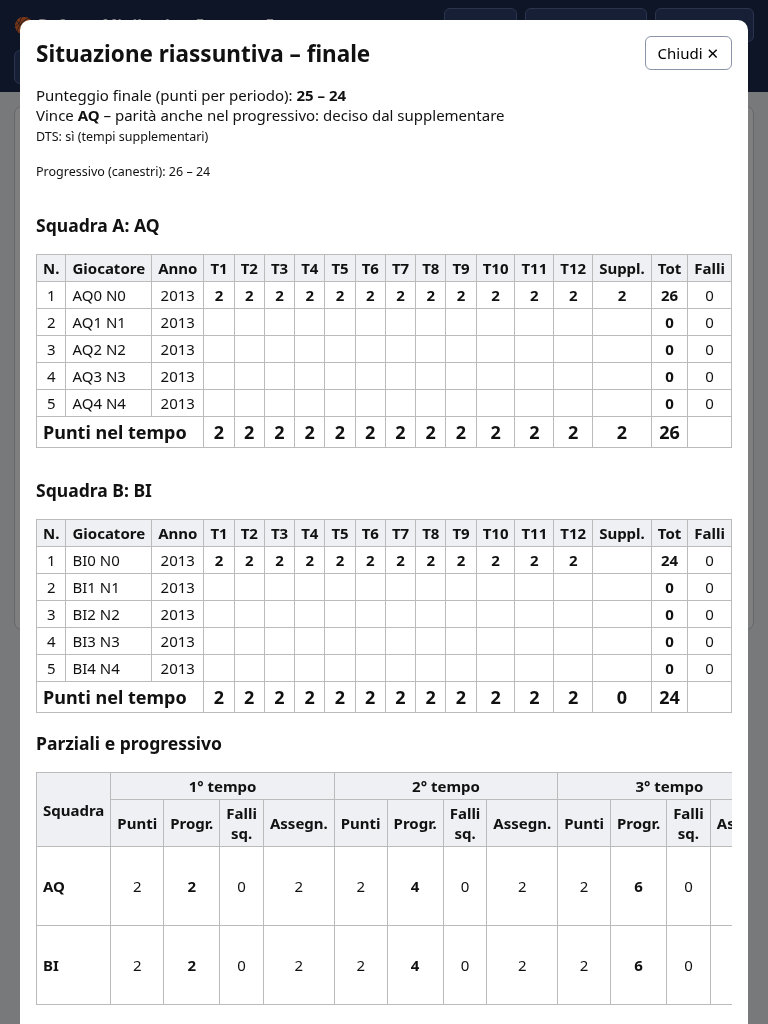 Situazione riassuntiva – finale
Chiudi ✕
Punteggio finale (punti per periodo): 25 – 24
Vince AQ – parità anche nel progressivo: deciso dal supplementare
DTS: sì (tempi supplementari)
Progressivo (canestri): 26 – 24
Squadra A: AQ
N. Giocatore Anno T1 T2 T3 T4 T5 T6 T7 T8 T9 T10 T11 T12 Suppl. Tot Falli
1 AQ0 N0 2013 2 2 2 2 2 2 2 2 2 2 2 2 2 26 0
2 AQ1 N1 2013 0 0
3 AQ2 N2 2013 0 0
4 AQ3 N3 2013 0 0
5 AQ4 N4 2013 0 0
Punti nel tempo 2 2 2 2 2 2 2 2 2 2 2 2 2 26
Squadra B: BI
N. Giocatore Anno T1 T2 T3 T4 T5 T6 T7 T8 T9 T10 T11 T12 Suppl. Tot Falli
1 BI0 N0 2013 2 2 2 2 2 2 2 2 2 2 2 2 24 0
2 BI1 N1 2013 0 0
3 BI2 N2 2013 0 0
4 BI3 N3 2013 0 0
5 BI4 N4 2013 0 0
Punti nel tempo 2 2 2 2 2 2 2 2 2 2 2 2 0 24
Parziali e progressivo
Squadra 1° tempo 2° tempo 3° tempo
Punti Progr. Falli sq. Assegn. Punti Progr. Falli sq. Assegn. Punti Progr. Falli sq. As
AQ 2 2 0 2 2 4 0 2 2 6 0
BI 2 2 0 2 2 4 0 2 2 6 0